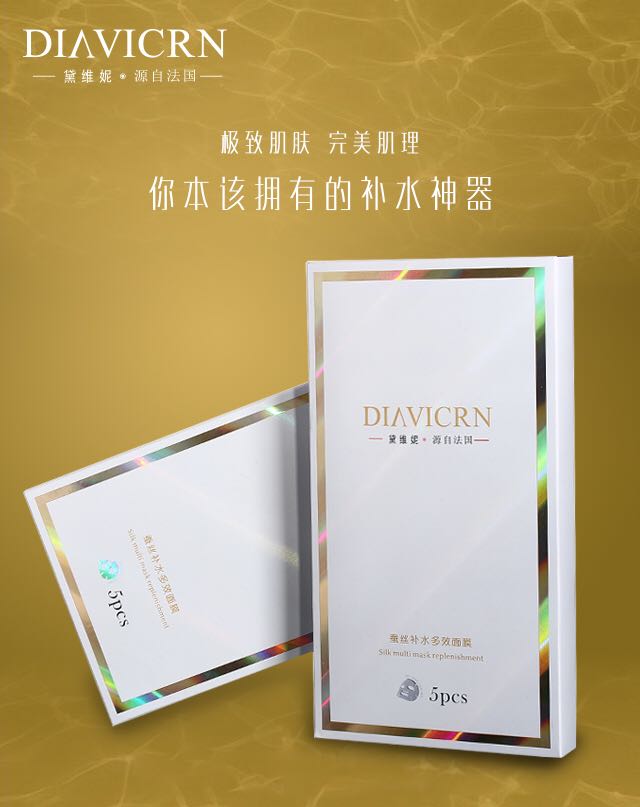 DIAVICRN
黛维妮 源自法国
极致肌肤 完美肌理
你本该拥有的补水神器
DIAVICRN
黛维妮 源自法国
蚕丝补水多效面膜
Silk multi mask replenishment
5pcs
蚕丝补水多效面膜
Silk multi mask replenishment
5pcs